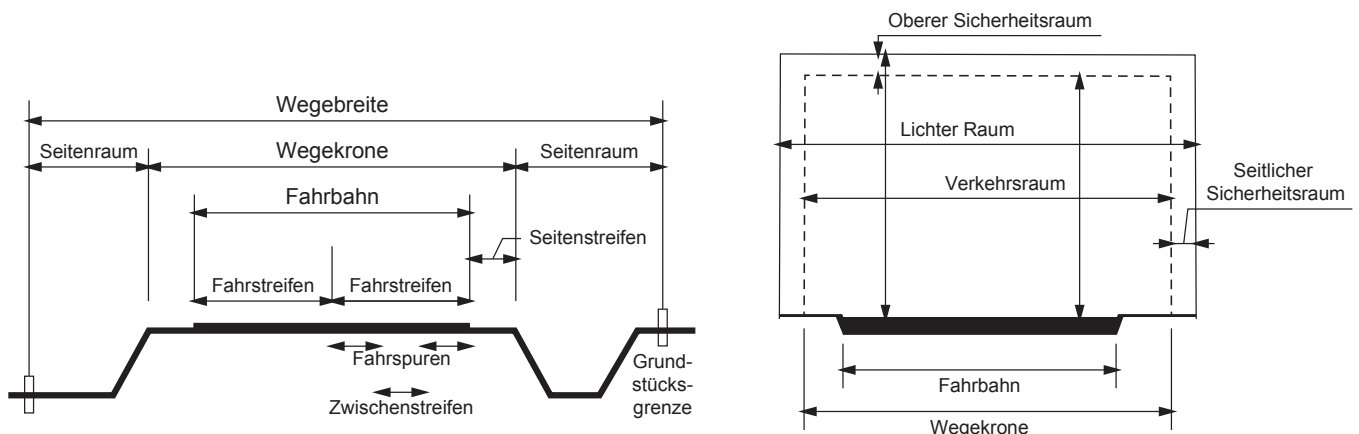 Wegebreite
Seitenraum
Wegekrone
Seitenraum
Fahrbahn
Seitenstreifen
Fahrstreifen
Fahrstreifen
Fahrspuren
Zwischenstreifen
Grund-
stücks-
grenze
Oberer Sicherheitsraum
Lichter Raum
Verkehrsraum
Seitlicher
Sicherheitsraum
Fahrbahn
Wegekrone